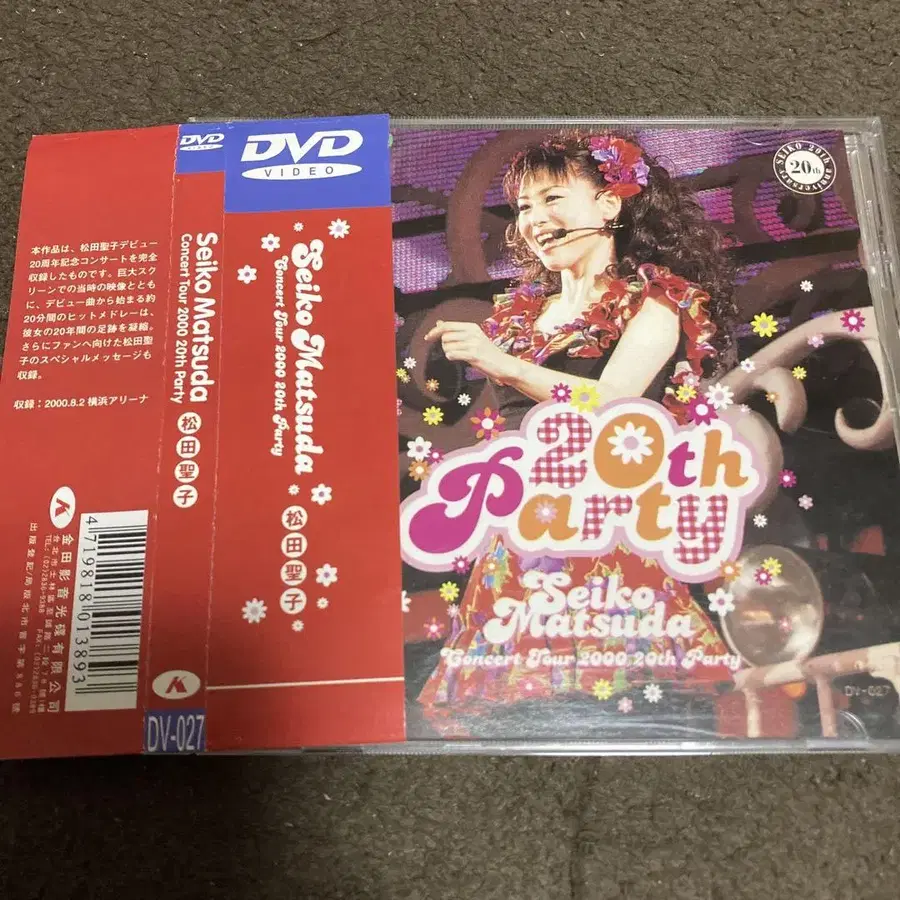 本作品は、松田聖子デビュー
20周年記念コンサートを完全
収録したものです。巨大スク
リーンでの当時の映像ととも
に、デビュー曲から始まる約
20分間のヒットメドレーは、
彼女の20年間の足跡を凝縮。
さらにファンへ向けた松田聖
子のスペシャルメッセージも
収録。
収録：2000.8.2 横浜アリーナ
K
金田影音光碟有限公司
4719818013893
DVD
VIDEO
Seiko Matsuda
Concert Tour 2000 20th Party
松田聖子
K
DV-027
DVD
VIDEO
Seiko Matsuda
Concert Tour 2000 20th Party
松田聖子
SEIKO 20th anniversary
20th
20th
Party
Seiko
Matsuda
Concert Tour 2000 20th Party
DV-027